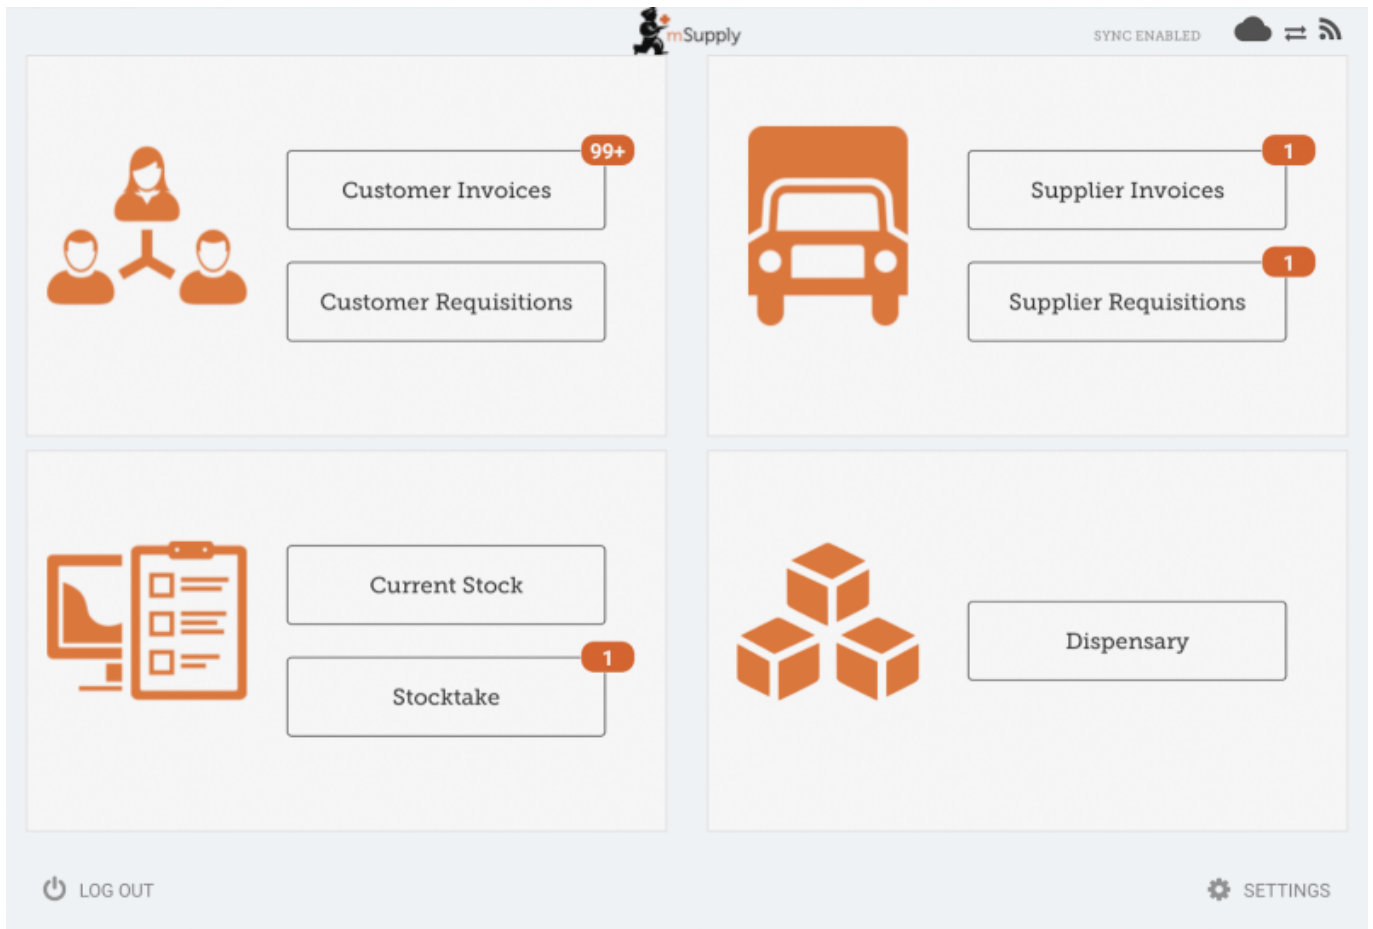 mSupply
SYNC ENABLED
99+
Customer Invoices
Customer Requisitions
1
Supplier Invoices
1
Supplier Requisitions
Current Stock
1
Stocktake
Dispensary
LOG OUT
SETTINGS